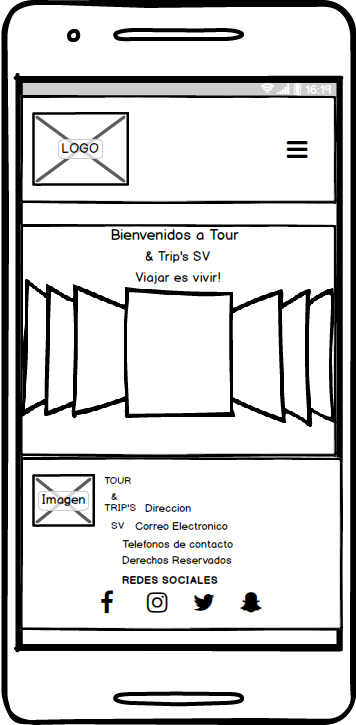 16:19
LOGO
Bienvenidos a Tour
& Trip's SV
Viajar es vivir!
Imagen
TOUR
&
TRIP'S
SV
Direccion
Correo Electronico
Telefonos de contacto
Derechos Reservados
REDES SOCIALES